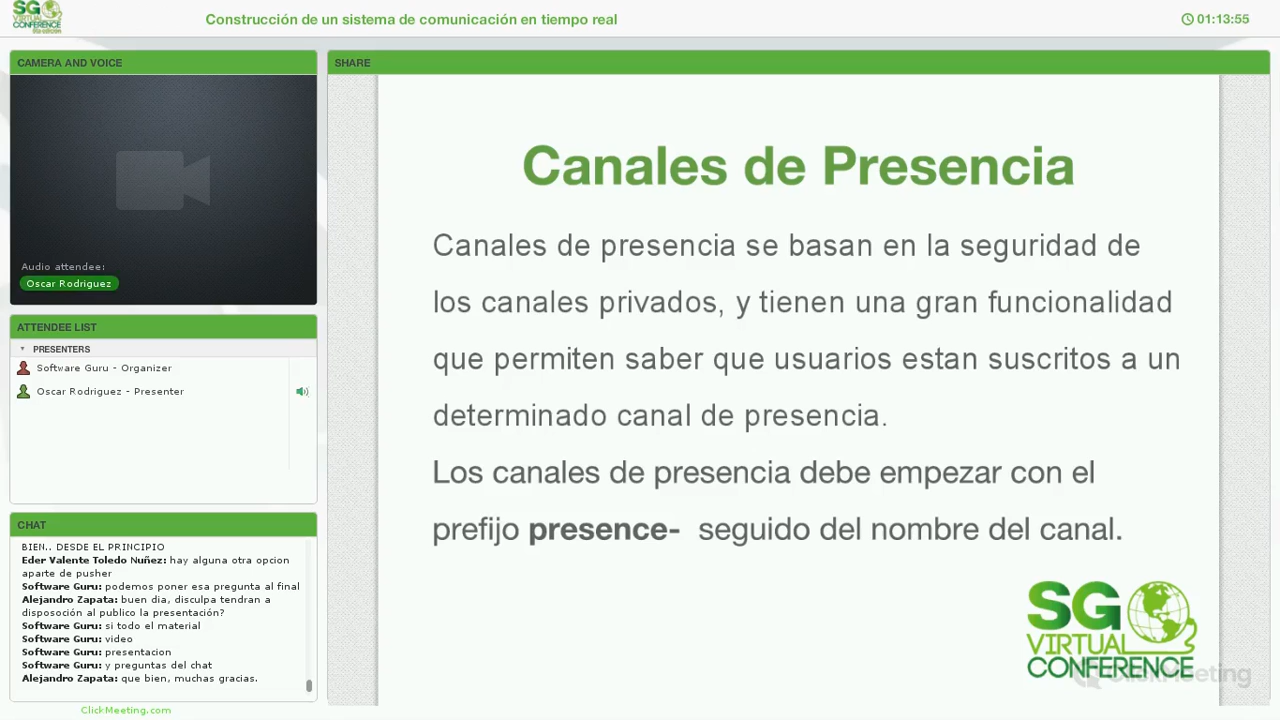 SG
VIRTUAL
CONFERENCE
Construcción de un sistema de comunicación en tiempo real
01:13:55
CAMERA AND VOICE
Audio attendee:
Oscar Rodriguez
ATTENDEE LIST
PRESENTERS
Software Guru - Organizer
Oscar Rodriguez - Presenter
CHAT
BIEN.. DESDE EL PRINCIPIO
Eder Valente Toledo Nuñez: hay alguna otra opcion
aparte de pusher
Software Guru: podemos poner esa pregunta al final
Alejandro Zapata: buen dia, disculpa tendran a
disposoción al publico la presentación?
Software Guru: si todo el material
Software Guru: video
Software Guru: presentacion
Software Guru: y preguntas del chat
Alejandro Zapata: que bien, muchas gracias.
ClickMeeting.com
SHARE
Canales de Presencia
Canales de presencia se basan en la seguridad de
los canales privados, y tienen una gran funcionalidad
que permiten saber que usuarios estan suscritos a un
determinado canal de presencia.
Los canales de presencia debe empezar con el
prefijo presence- seguido del nombre del canal.
SG
VIRTUAL
CONFERENCE
ClickMeeting